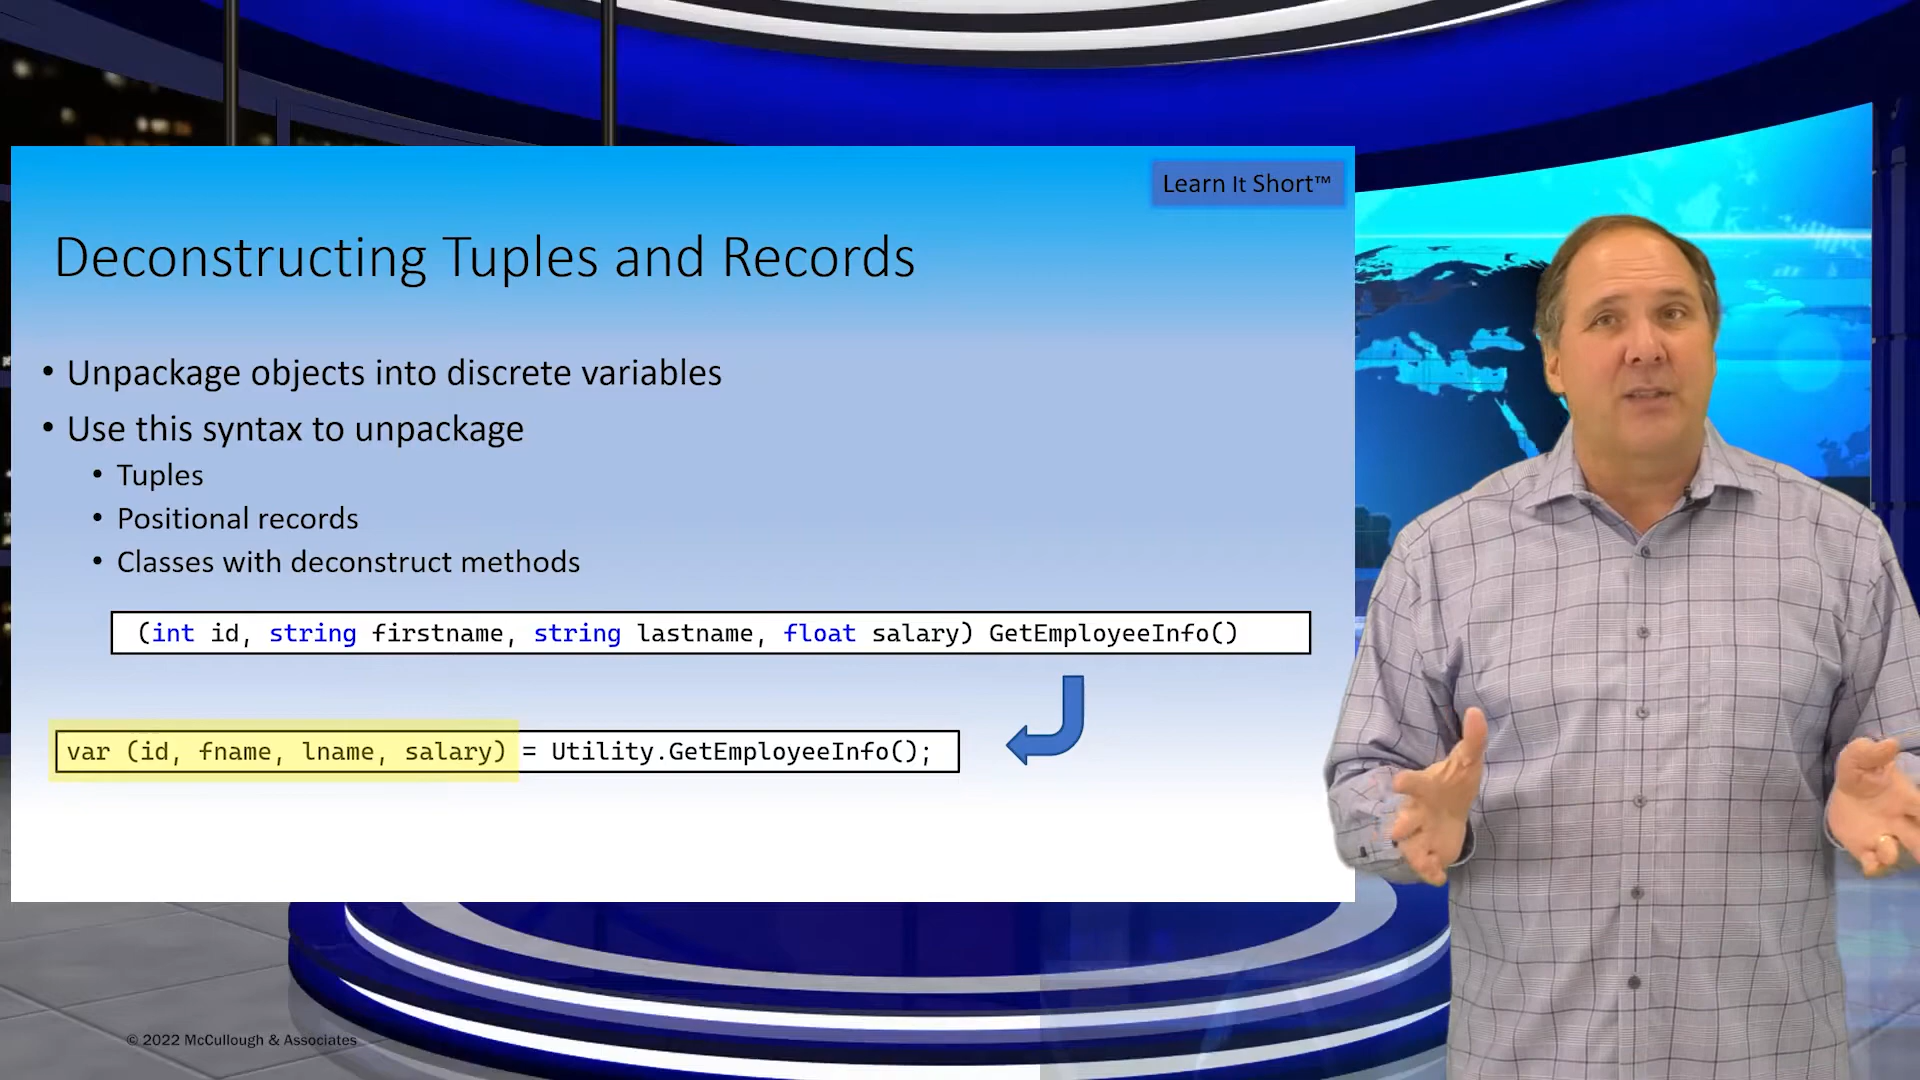 Learn It Short™
Deconstructing Tuples and Records
• Unpackage objects into discrete variables
• Use this syntax to unpackage
• Tuples
• Positional records
• Classes with deconstruct methods
(int id, string firstname, string lastname, float salary) GetEmployeeInfo()
var (id, fname, lname, salary) = Utility.GetEmployeeInfo();
© 2022 McCullough & Associates